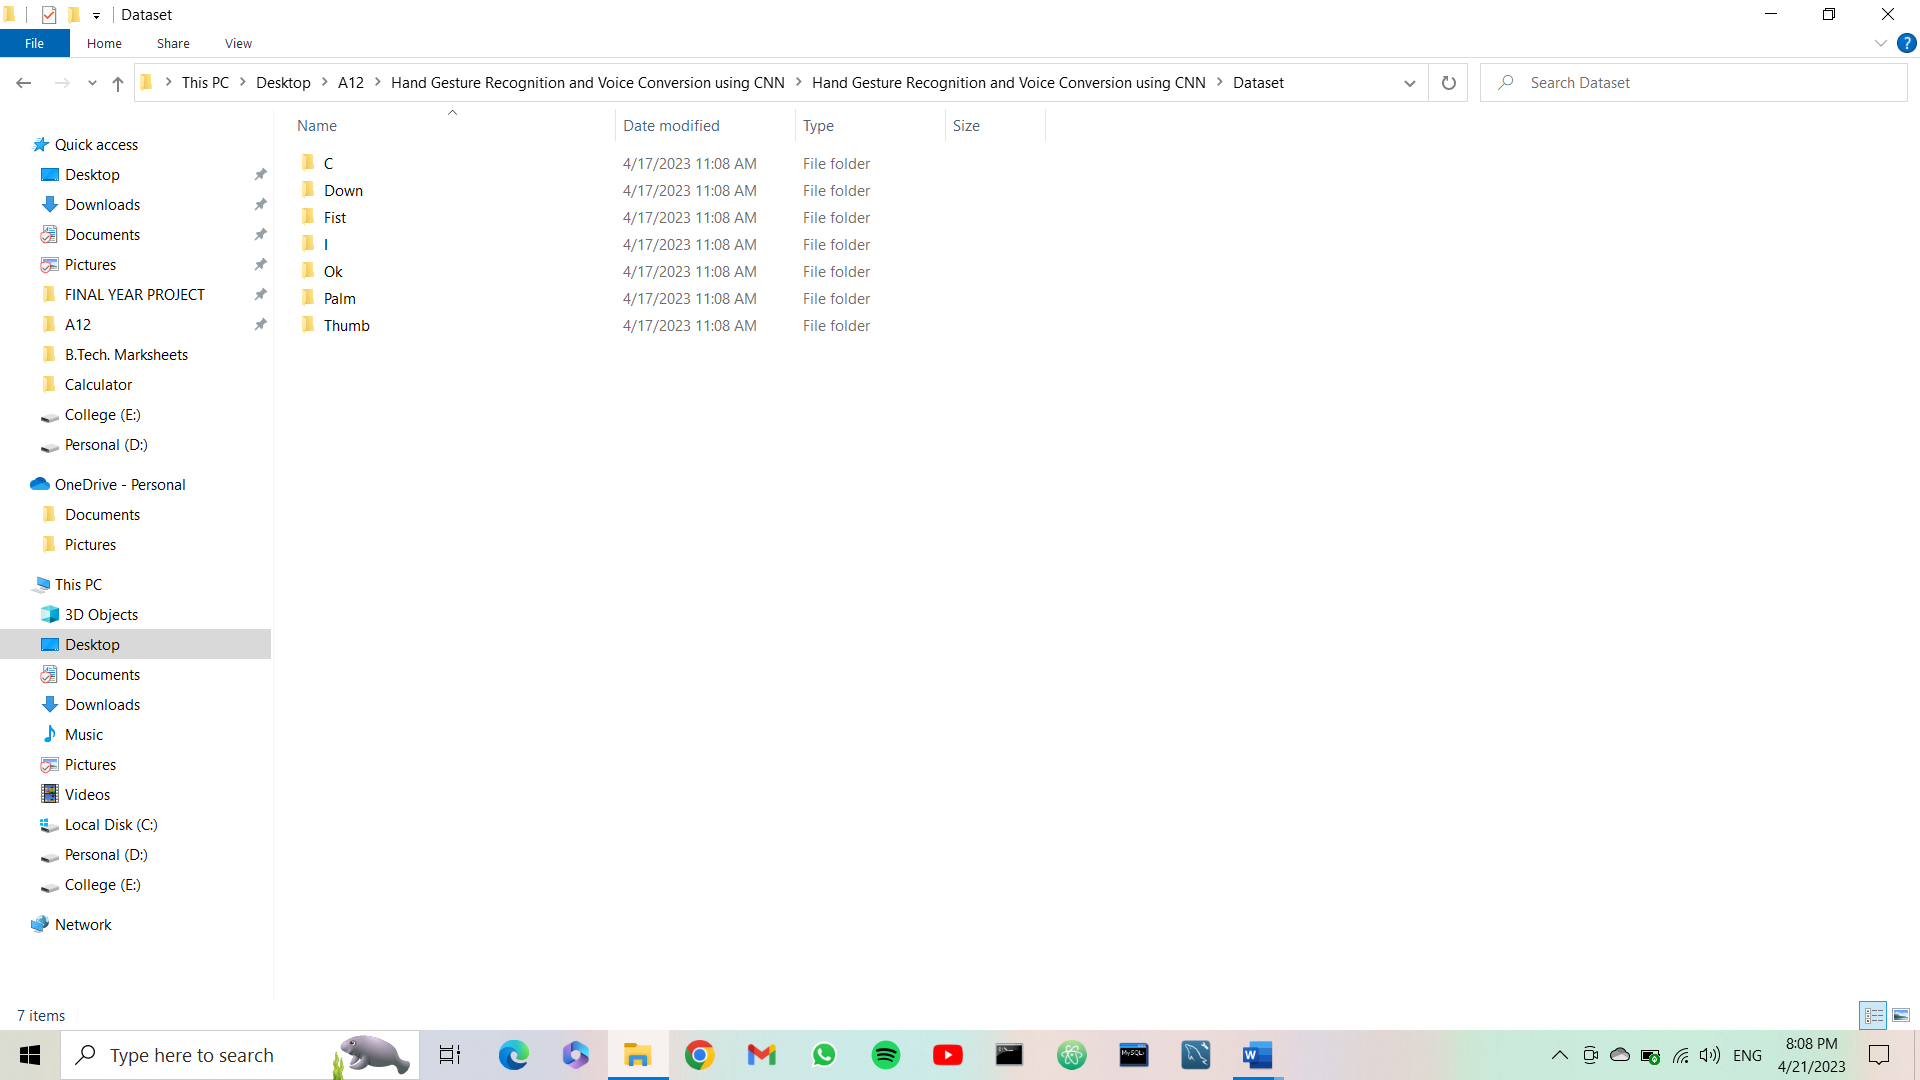 Dataset
File Home Share View
This PC Desktop A12 Hand Gesture Recognition and Voice Conversion using CNN Hand Gesture Recognition and Voice Conversion using CNN Dataset
Search Dataset
Name Date modified Type Size
C 4/17/2023 11:08 AM File folder
Down 4/17/2023 11:08 AM File folder
Fist 4/17/2023 11:08 AM File folder
I 4/17/2023 11:08 AM File folder
Ok 4/17/2023 11:08 AM File folder
Palm 4/17/2023 11:08 AM File folder
Thumb 4/17/2023 11:08 AM File folder
Quick access
Desktop
Downloads
Documents
Pictures
FINAL YEAR PROJECT
A12
B.Tech. Marksheets
Calculator
College (E:)
Personal (D:)
OneDrive - Personal
Documents
Pictures
This PC
3D Objects
Desktop
Documents
Downloads
Music
Pictures
Videos
Local Disk (C:)
Personal (D:)
College (E:)
Network
7 items
Type here to search
MySQL
W
ENG
8:08 PM
4/21/2023